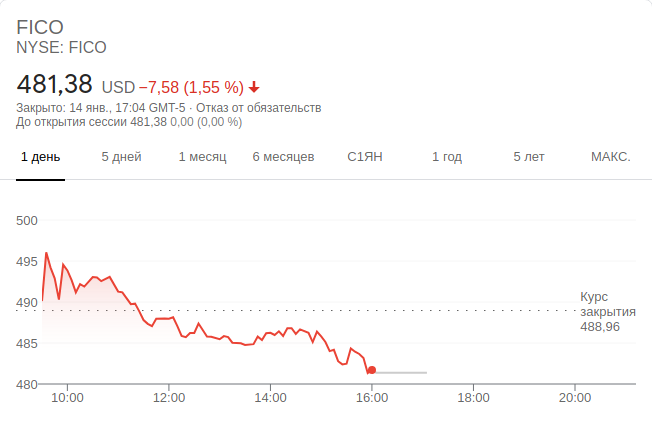 FICO
NYSE: FICO
481,38 USD −7,58 (1,55 %)
Закрыто: 14 янв., 17:04 GMT-5 · Отказ от обязательств
До открытия сессии 481,38 0,00 (0,00 %)
1 день 5 дней 1 месяц 6 месяцев С1ЯН 1 год 5 лет МАКС.
500
495
490
485
480
Курс
закрытия
488,96
10:00 12:00 14:00 16:00 18:00 20:00